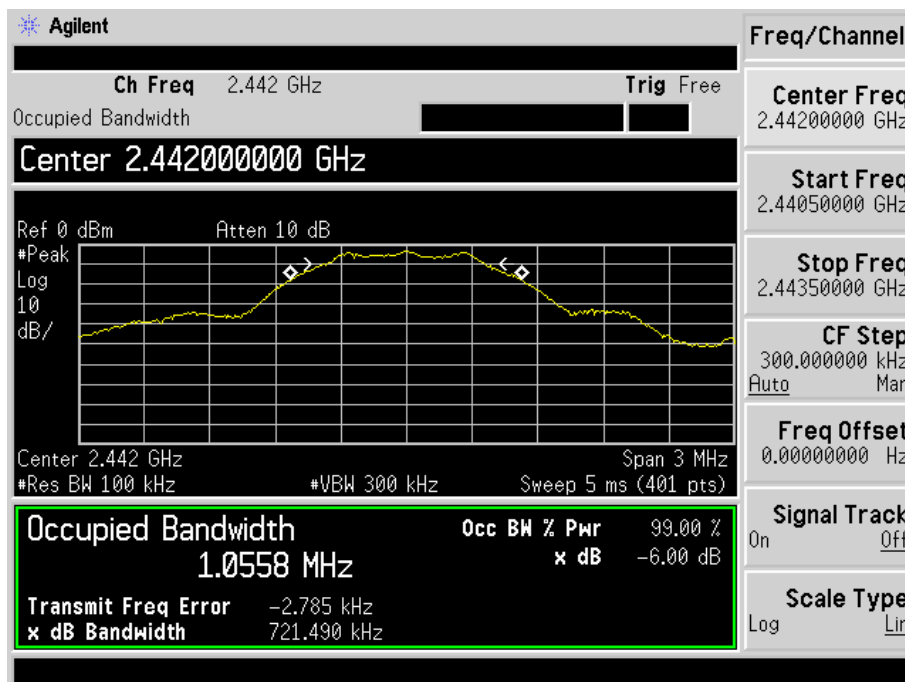 Agilent
Freq/Channel
Ch Freq 2.442 GHz Trig Free
Occupied Bandwidth
Center 2.442000000 GHz
Ref 0 dBm Atten 10 dB
#Peak
Log
10
dB/
Center 2.442 GHz Span 3 MHz
#Res BW 100 kHz #VBW 300 kHz Sweep 5 ms (401 pts)
Occupied Bandwidth
1.0558 MHz
Occ BW % Pwr 99.00 %
x dB -6.00 dB
Transmit Freq Error -2.785 kHz
x dB Bandwidth 721.490 kHz
Center Freq
2.44200000 GHz
Start Freq
2.44050000 GHz
Stop Freq
2.44350000 GHz
CF Step
300.000000 kHz
Auto Man
Freq Offset
0.00000000 Hz
Signal Track
On Off
Scale Type
Log Lin